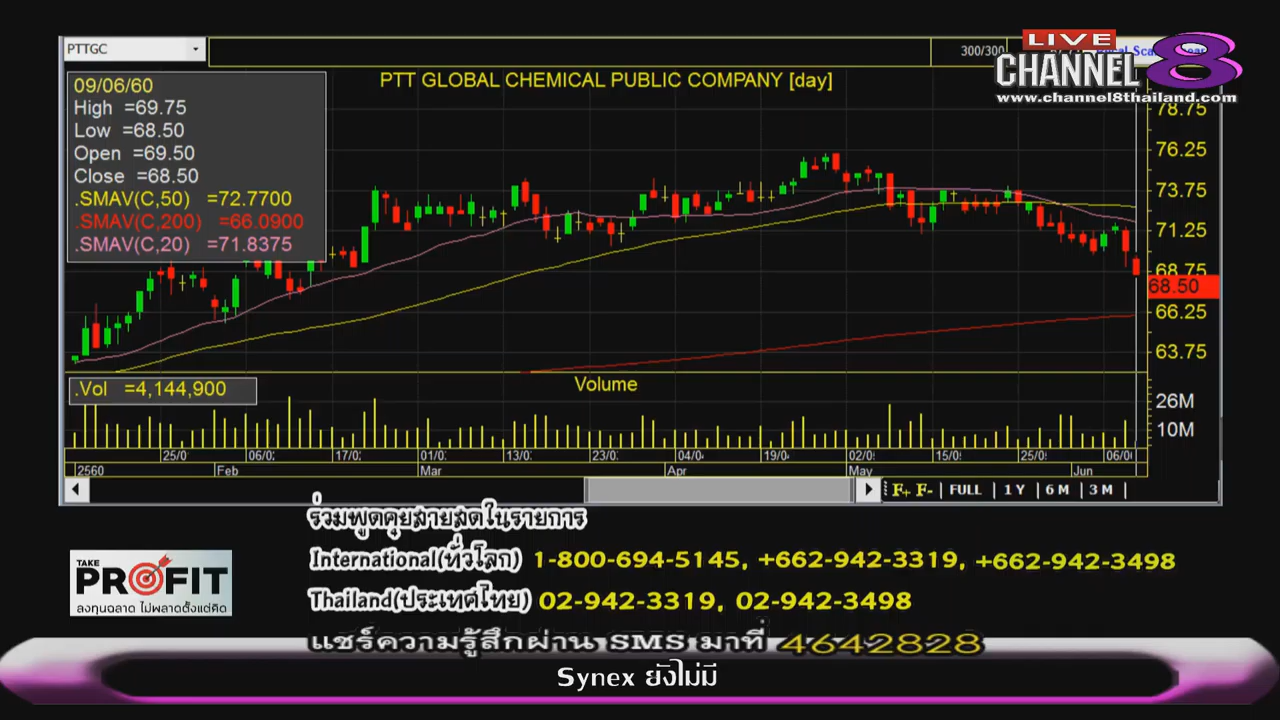 PTTGC
300/300
LIVE
CHANNEL 8
www.channel8thailand.com
PTT GLOBAL CHEMICAL PUBLIC COMPANY [day]
09/06/60
High =69.75
Low =68.50
Open =69.50
Close =68.50
.SMAV(C,50) =72.7700
.SMAV(C,200) =66.0900
.SMAV(C,20) =71.8375
78.75
76.25
73.75
71.25
68.75
68.50
66.25
63.75
.Vol =4,144,900
Volume
26M
10M
25/0 06/0 17/0 01/0 13/0 23/0 04/0 19/0 02/0 15/0 25/0 06/0
2560 Feb Mar Apr May Jun
F+ F- FULL 1 Y 6 M 3 M
ร่วมพูดคุยสายสดในรายการ
International(ทั่วโลก) 1-800-694-5145, +662-942-3319, +662-942-3498
TAKE
PROFIT
ลงทุนฉลาด ไม่พลาดตั้งแต่คิด
Thailand(ประเทศไทย) 02-942-3319, 02-942-3498
แชร์ความรู้สึกผ่าน SMS มาที่ 4642828
Synex ยังไม่มี